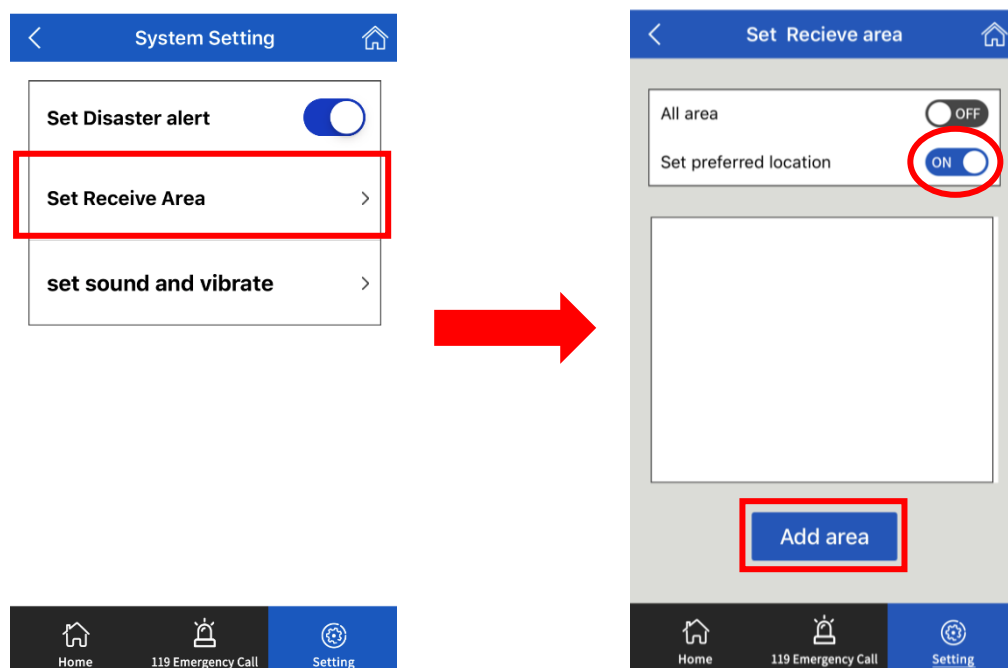 System Setting
Set Disaster alert
Set Receive Area
set sound and vibrate
Home
119 Emergency Call
Setting
Set Recieve area
All area
OFF
Set preferred location
ON
Add area
Home
119 Emergency Call
Setting